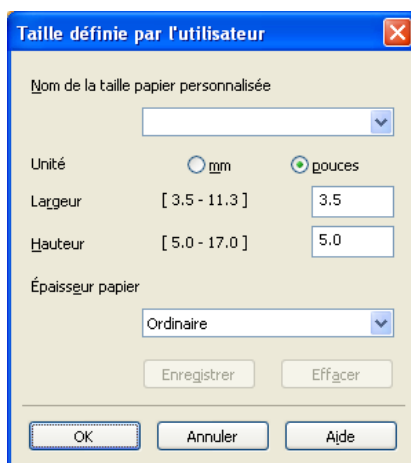 Taille définie par l'utilisateur
Nom de la taille papier personnalisée
Unité mm pouces
Largeur [ 3.5 - 11.3 ] 3.5
Hauteur [ 5.0 - 17.0 ] 5.0
Épaisseur papier
Ordinaire
Enregistrer Effacer
OK Annuler Aide